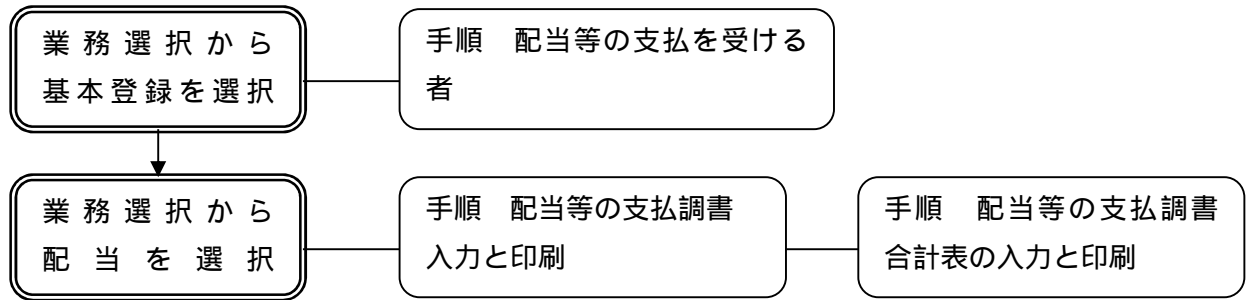 業務選択から
基本登録を選択
手順　配当等の支払を受ける
者
業務選択から
配当を選択
手順　配当等の支払調書
入力と印刷
手順　配当等の支払調書
合計表の入力と印刷